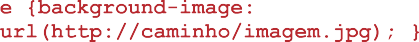 e {background-image:
url(http://caminho/imagem.jpg); }